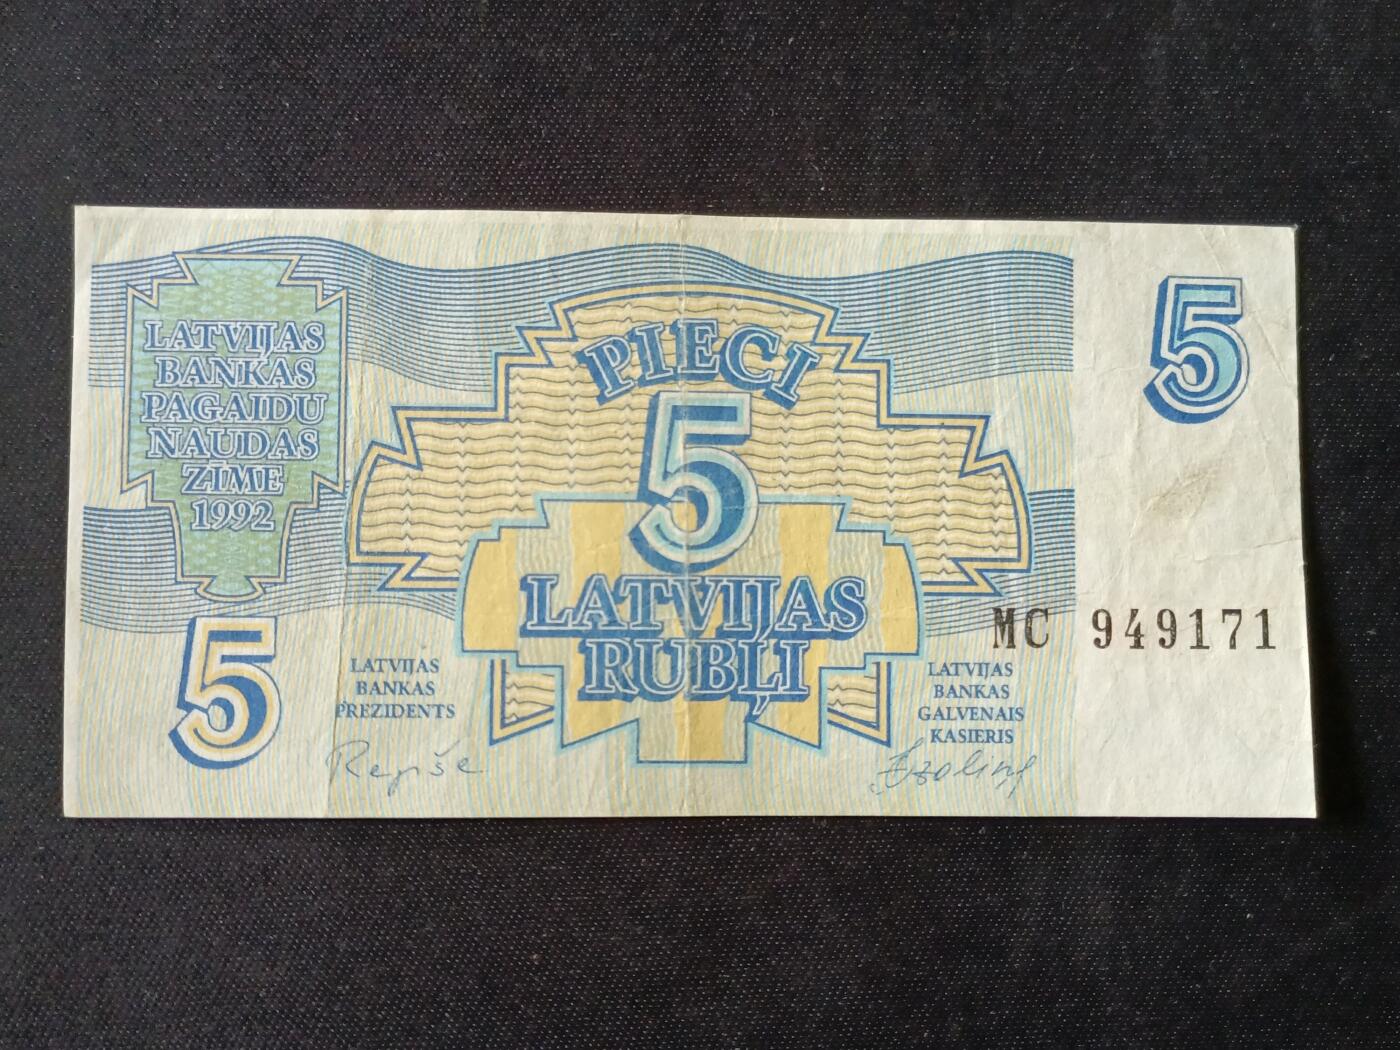 LATVIJAS
BANKAS
PAGAIDU
NAUDAS
ZĪME
1992
5
PIECI
5
LATVIJAS
RUBĻI
5
MC 949171
LATVIJAS
BANKAS
PREZIDENTS
Repše
LATVIJAS
BANKAS
GALVENAIS
KASIERIS